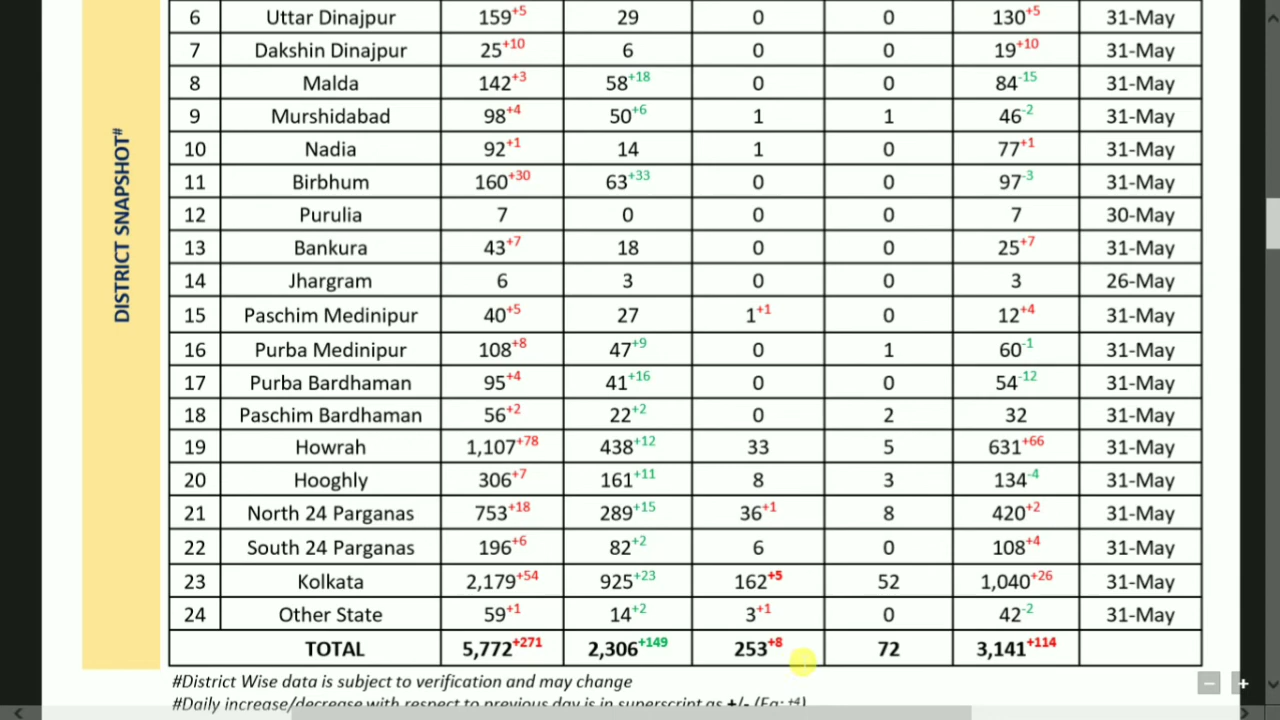 DISTRICT SNAPSHOT#
6 Uttar Dinajpur 159+5 29 0 0 130+5 31-May
7 Dakshin Dinajpur 25+10 6 0 0 19+10 31-May
8 Malda 142+3 58+18 0 0 84-15 31-May
9 Murshidabad 98+4 50+6 1 1 46-2 31-May
10 Nadia 92+1 14 1 0 77+1 31-May
11 Birbhum 160+30 63+33 0 0 97-3 31-May
12 Purulia 7 0 0 0 7 30-May
13 Bankura 43+7 18 0 0 25+7 31-May
14 Jhargram 6 3 0 0 3 26-May
15 Paschim Medinipur 40+5 27 1+1 0 12+4 31-May
16 Purba Medinipur 108+8 47+9 0 1 60-1 31-May
17 Purba Bardhaman 95+4 41+16 0 0 54-12 31-May
18 Paschim Bardhaman 56+2 22+2 0 2 32 31-May
19 Howrah 1,107+78 438+12 33 5 631+66 31-May
20 Hooghly 306+7 161+11 8 3 134-4 31-May
21 North 24 Parganas 753+18 289+15 36+1 8 420+2 31-May
22 South 24 Parganas 196+6 82+2 6 0 108+4 31-May
23 Kolkata 2,179+54 925+23 162+5 52 1,040+26 31-May
24 Other State 59+1 14+2 3+1 0 42-2 31-May
TOTAL 5,772+271 2,306+149 253+8 72 3,141+114
#District Wise data is subject to verification and may change
#Daily increase/decrease with respect to previous day is in superscript as +/- (Eg: